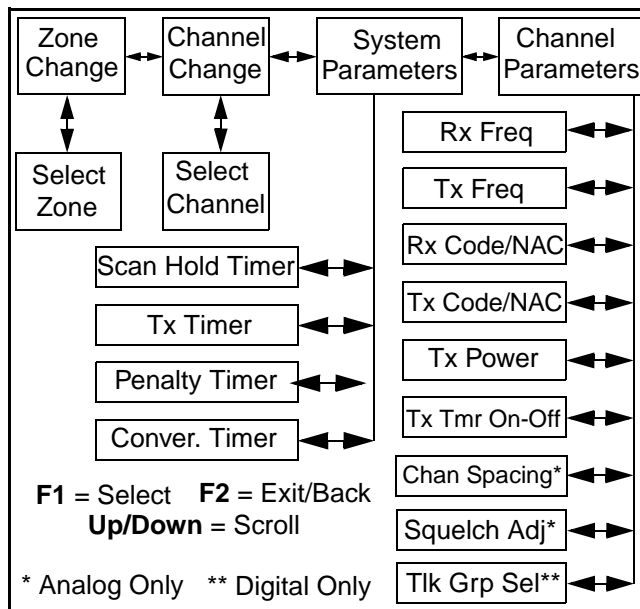 Zone
Change
Channel
Change
System
Parameters
Channel
Parameters
Select
Zone
Select
Channel
Scan Hold Timer
Tx Timer
Penalty Timer
Conver. Timer
Rx Freq
Tx Freq
Rx Code/NAC
Tx Code/NAC
Tx Power
Tx Tmr On-Off
Chan Spacing*
Squelch Adj*
Tlk Grp Sel**
F1 = Select F2 = Exit/Back
Up/Down = Scroll
* Analog Only ** Digital Only